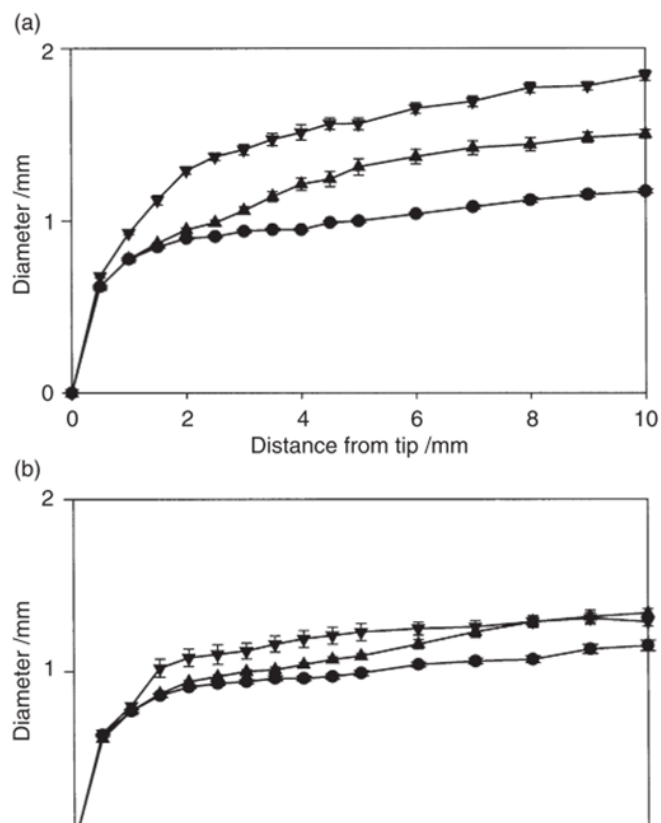 (a)
2
1
0
Diameter /mm
0 2 4 6 8 10
Distance from tip /mm
(b)
2
1
Diameter /mm